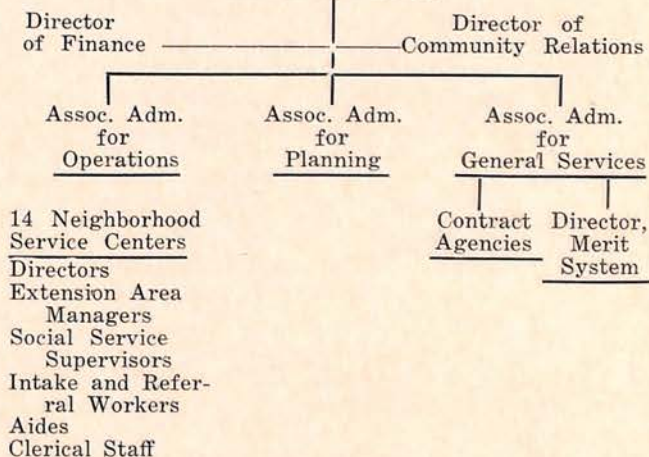 Director
of Finance
Director of
Community Relations
Assoc. Adm.
for
Operations
Assoc. Adm.
for
Planning
Assoc. Adm.
for
General Services
14 Neighborhood
Service Centers
Directors
Extension Area
Managers
Social Service
Supervisors
Intake and Refer-
ral Workers
Aides
Clerical Staff
Contract
Agencies
Director,
Merit
System